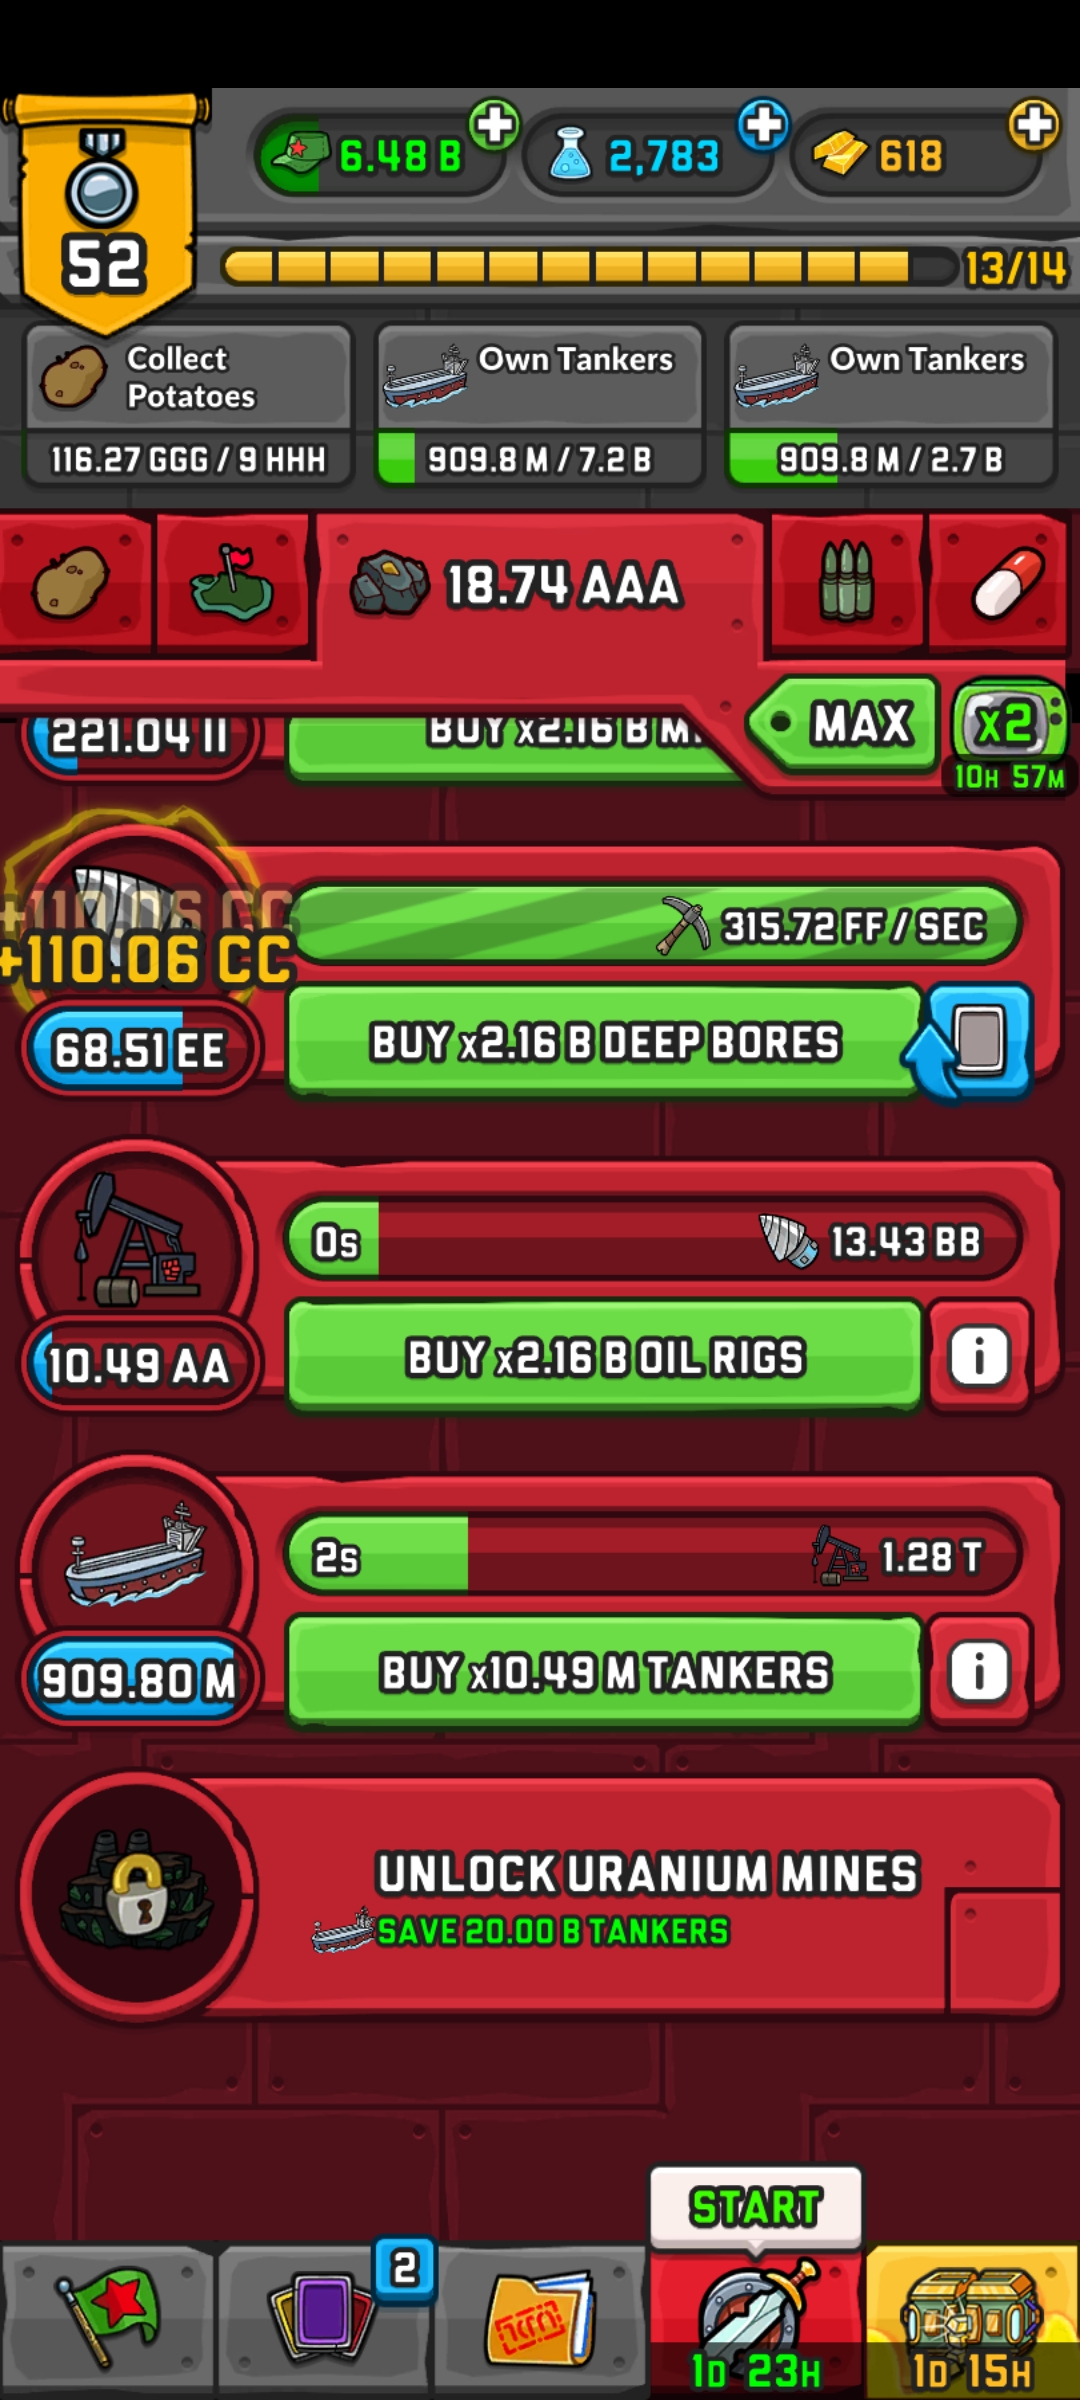 6.48 B
2,783
618
52
13/14
Collect
Potatoes
116.27 GGG / 9 HHH
Own Tankers
909.8 M / 7.2 B
Own Tankers
909.8 M / 2.7 B
18.74 AAA
MAX
X2
10H 57M
221.04 II
BUY x2.16 B
+110.06 CC
+110.06 CC
315.72 FF / SEC
68.51 EE
BUY x2.16 B DEEP BORES
0s
13.43 BB
10.49 AA
BUY x2.16 B OIL RIGS
i
2s
1.28 T
909.80 M
BUY x10.49 M TANKERS
i
UNLOCK URANIUM MINES
SAVE 20.00 B TANKERS
START
2
1D 23H
1D 15H